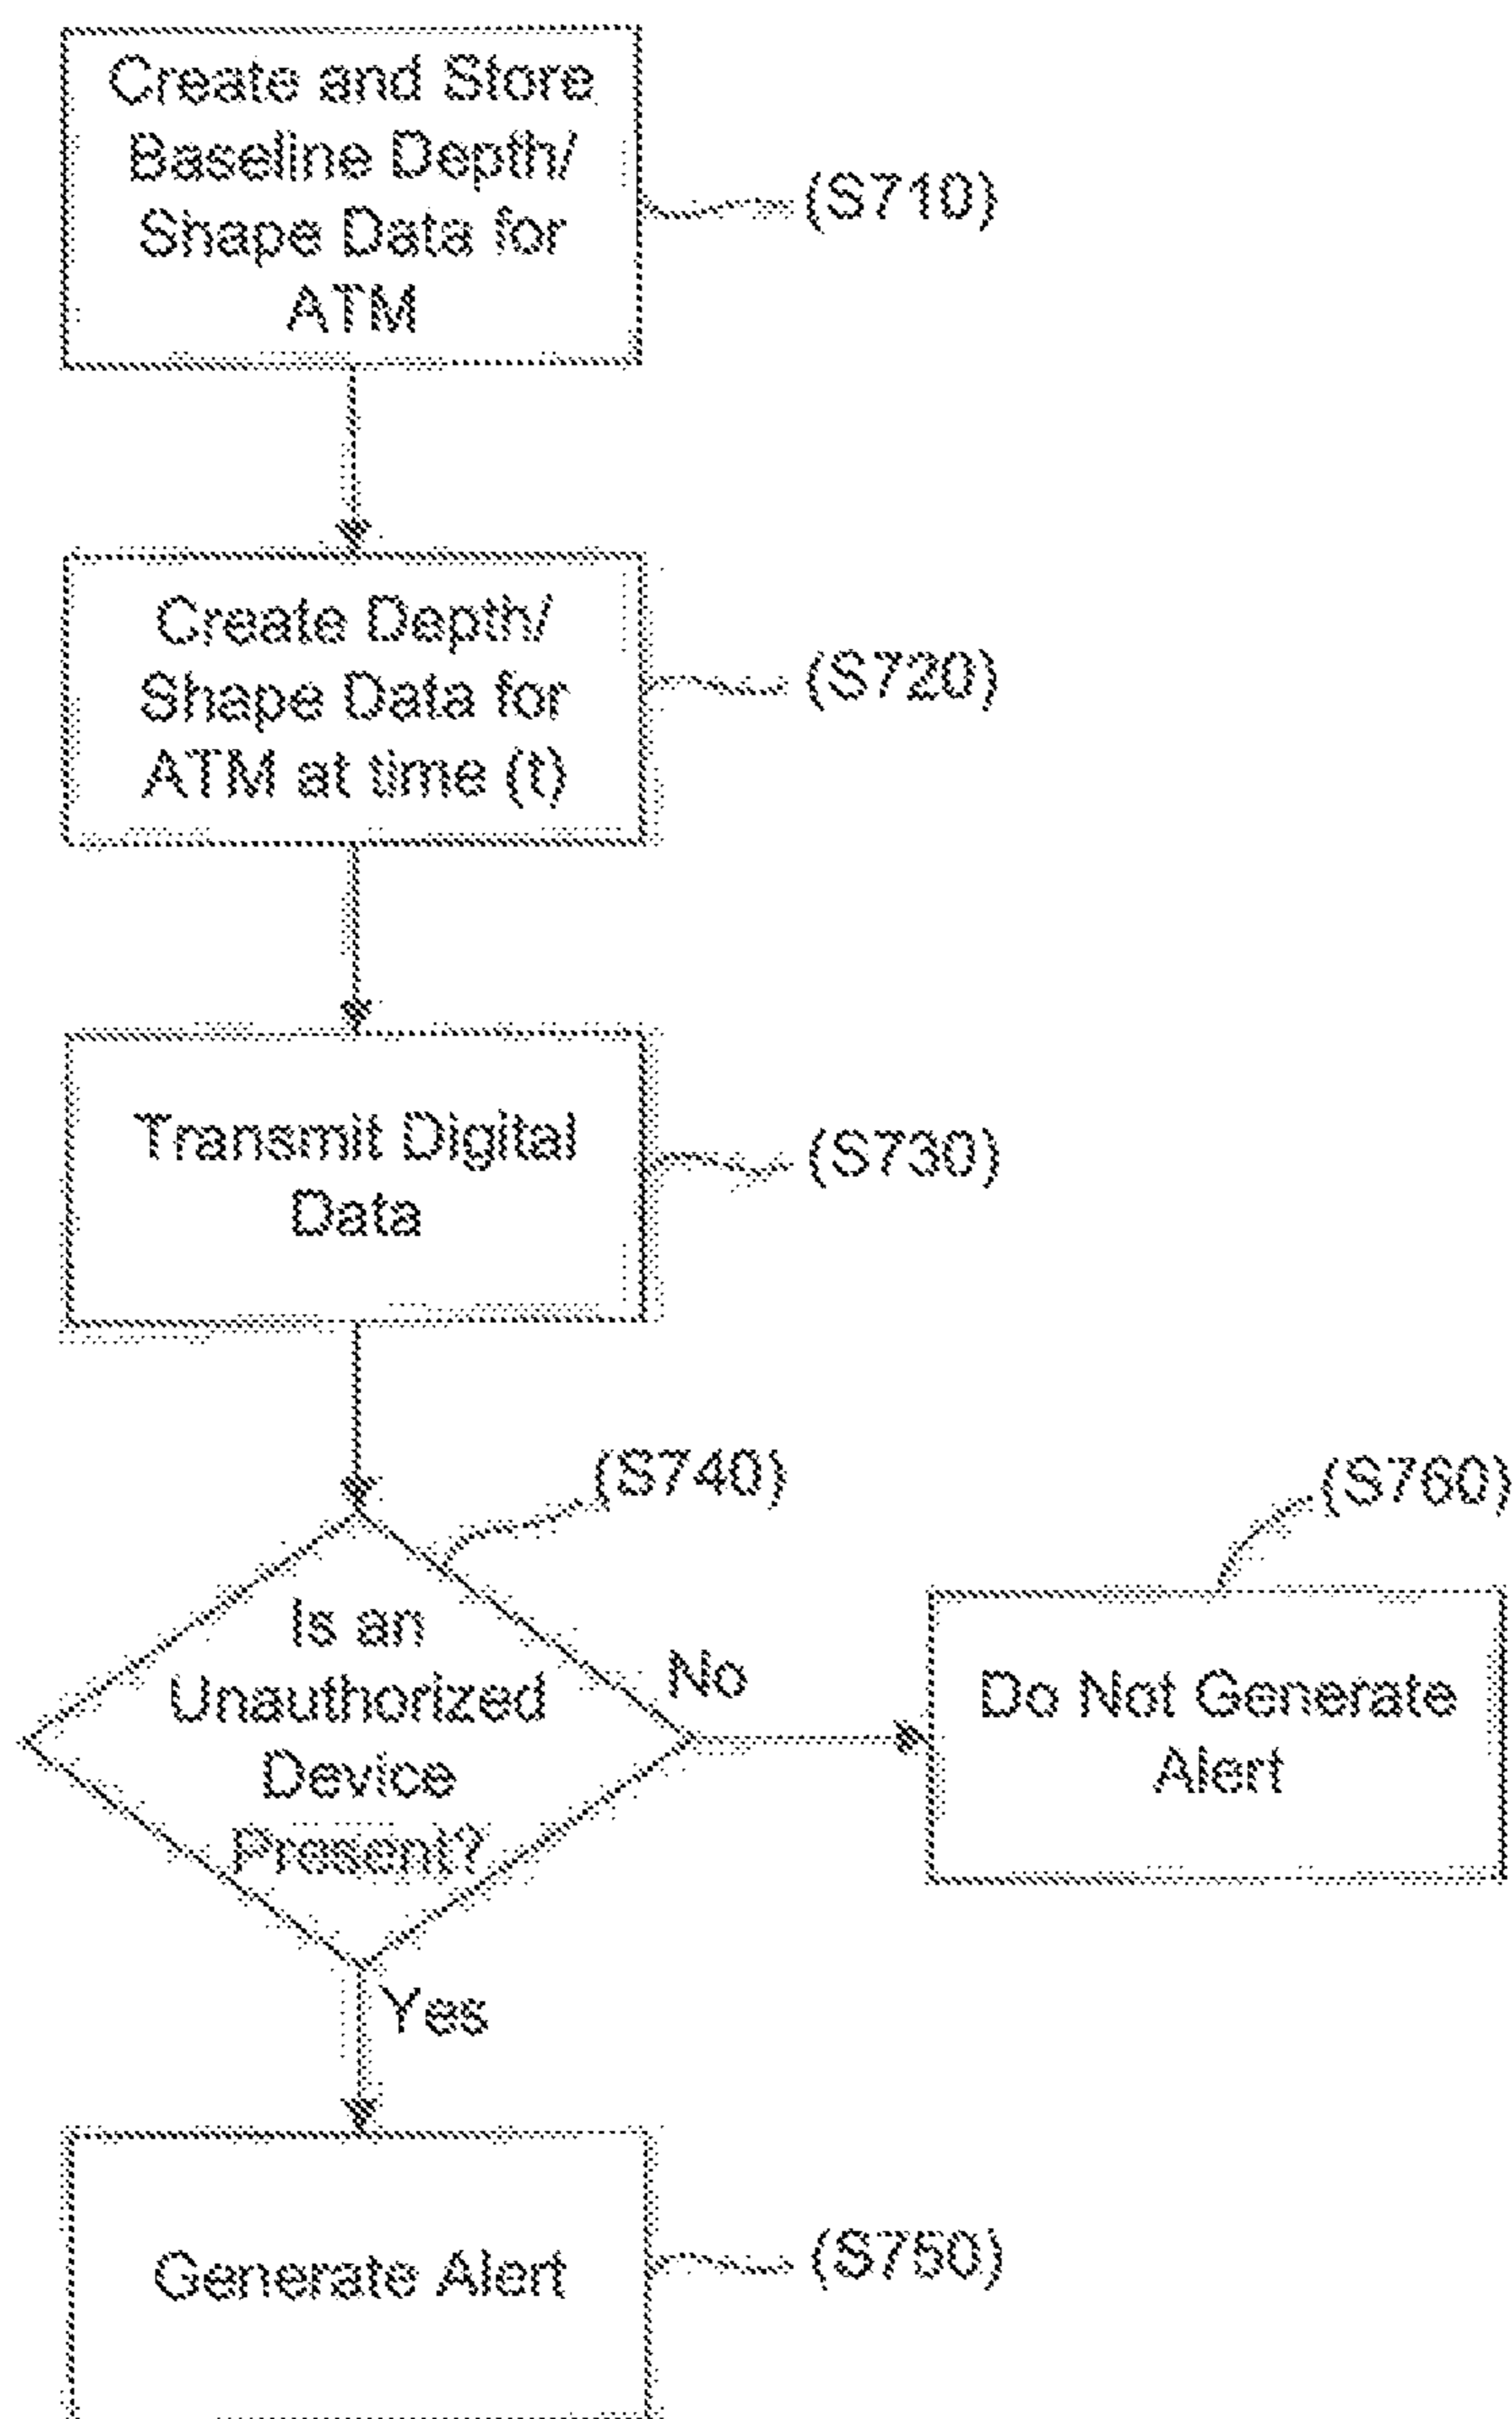 Create and Store
Baseline Depth/
Shape Data for
ATM
(S710)
Create Depth/
Shape Data for
ATM at time (t)
(S720)
Transmit Digital
Data
(S730)
(S740)
Is an
Unauthorized
Device
Present?
No
(S760)
Do Not Generate
Alert
Yes
Generate Alert
(S750)